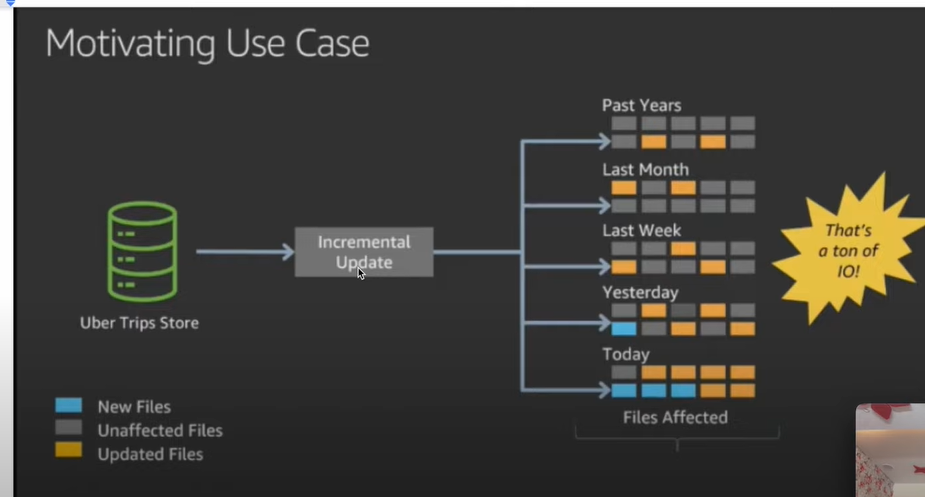 Motivating Use Case
Past Years
Last Month
Incremental
Update
Last Week
That's
a ton of
IO!
Yesterday
Uber Trips Store
Today
New Files
Unaffected Files
Updated Files
Files Affected